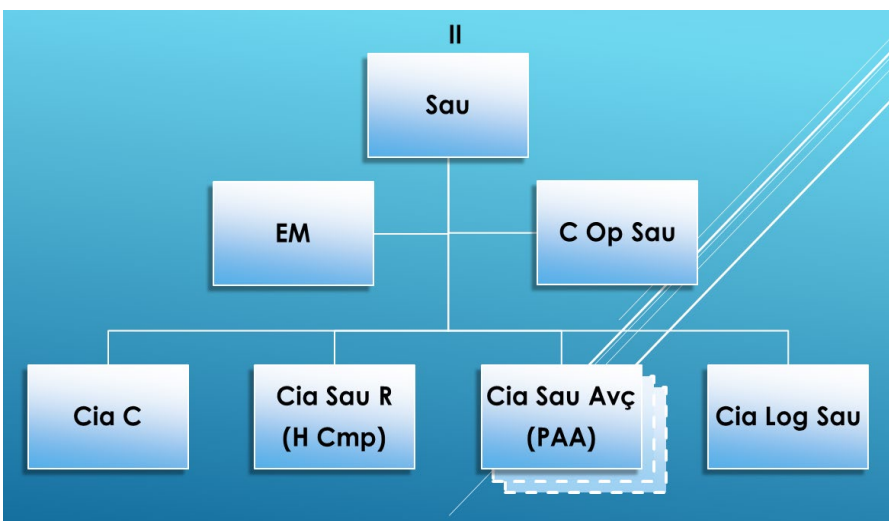 II
Sau
EM
C Op Sau
Cia C
Cia Sau R
(H Cmp)
Cia Sau Avç
(PAA)
Cia Log Sau